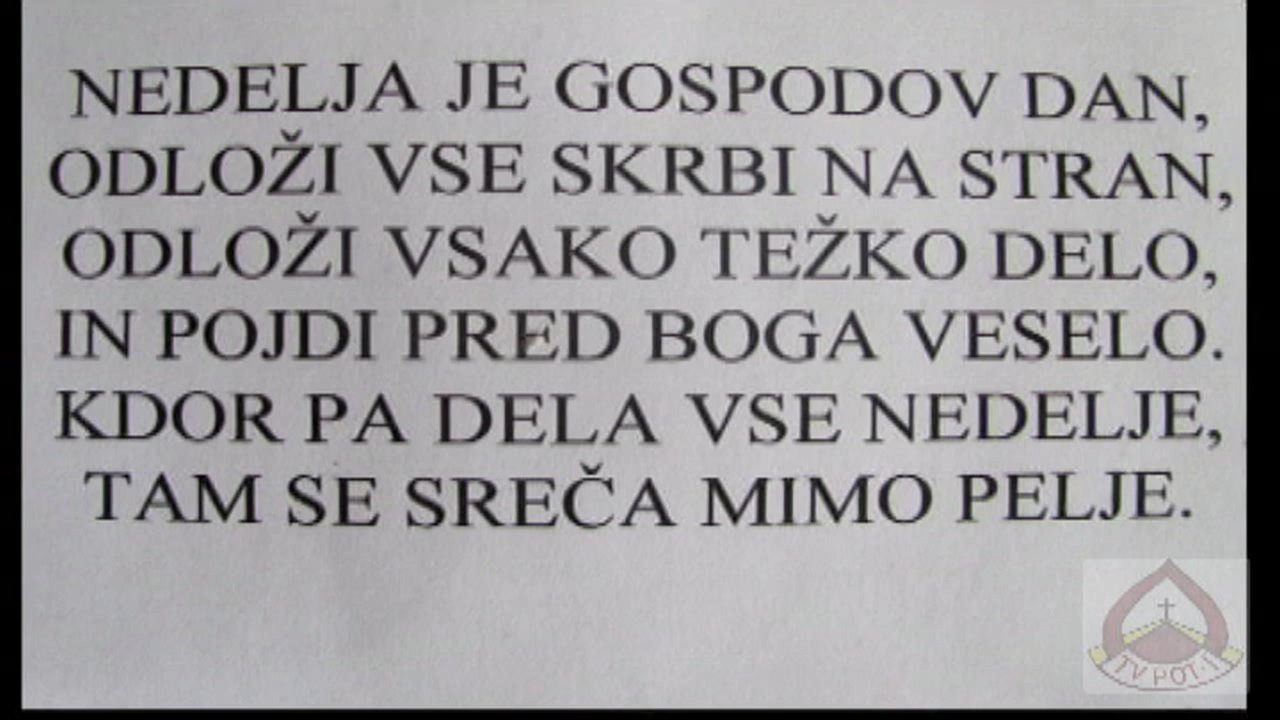 NEDELJA JE GOSPODOV DAN,
ODLOŽI VSE SKRBI NA STRAN,
ODLOŽI VSAKO TEŽKO DELO,
IN POJDI PRED BOGA VESELO.
KDOR PA DELA VSE NEDELJE,
TAM SE SREČA MIMO PELJE.
TV POT-1